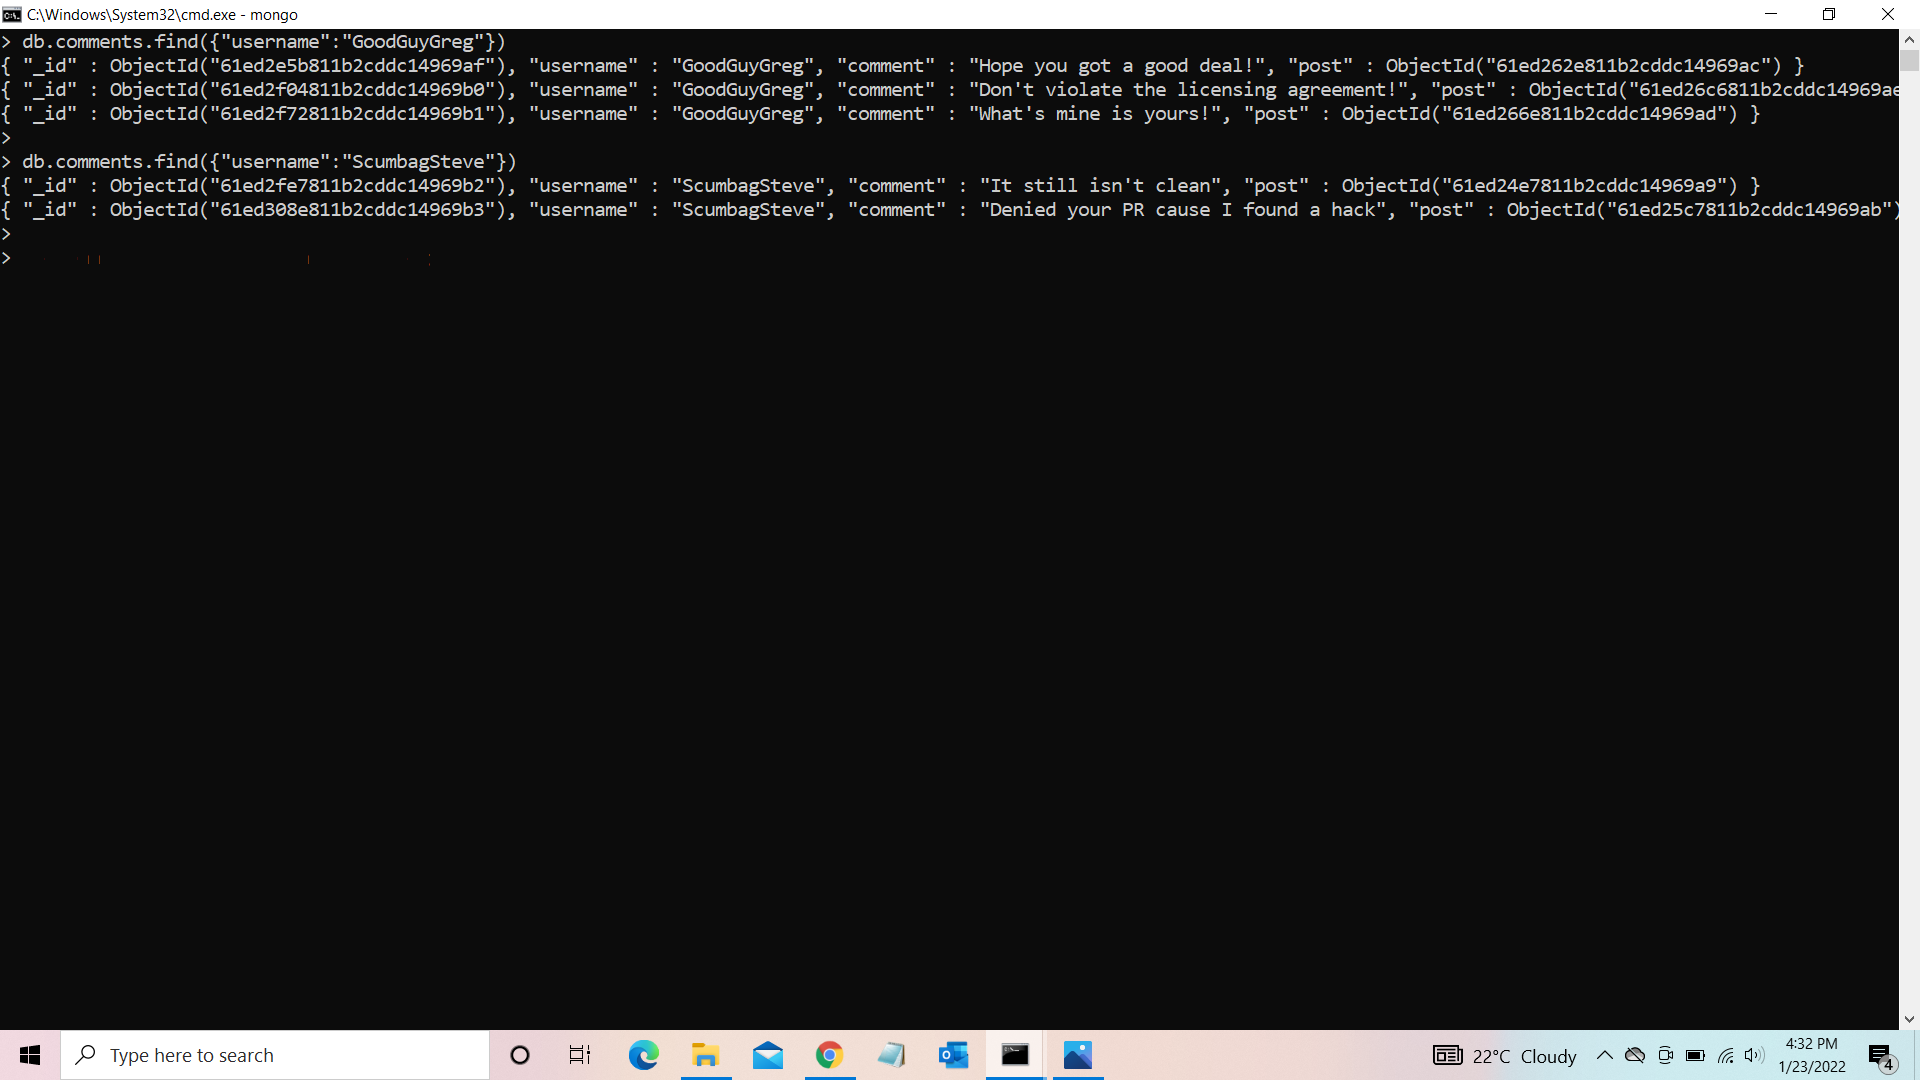 C:\Windows\System32\cmd.exe - mongo
> db.comments.find({"username":"GoodGuyGreg"})
{ "_id" : ObjectId("61ed2e5b811b2cddc14969af"), "username" : "GoodGuyGreg", "comment" : "Hope you got a good deal!", "post" : ObjectId("61ed262e811b2cddc14969ac") }
{ "_id" : ObjectId("61ed2f04811b2cddc14969b0"), "username" : "GoodGuyGreg", "comment" : "Don't violate the licensing agreement!", "post" : ObjectId("61ed26c6811b2cddc14969ae
{ "_id" : ObjectId("61ed2f72811b2cddc14969b1"), "username" : "GoodGuyGreg", "comment" : "What's mine is yours!", "post" : ObjectId("61ed266e811b2cddc14969ad") }
>
> db.comments.find({"username":"ScumbagSteve"})
{ "_id" : ObjectId("61ed2fe7811b2cddc14969b2"), "username" : "ScumbagSteve", "comment" : "It still isn't clean", "post" : ObjectId("61ed24e7811b2cddc14969a9") }
{ "_id" : ObjectId("61ed308e811b2cddc14969b3"), "username" : "ScumbagSteve", "comment" : "Denied your PR cause I found a hack", "post" : ObjectId("61ed25c7811b2cddc14969ab")
>
>
Type here to search
22°C Cloudy
4:32 PM
1/23/2022
4